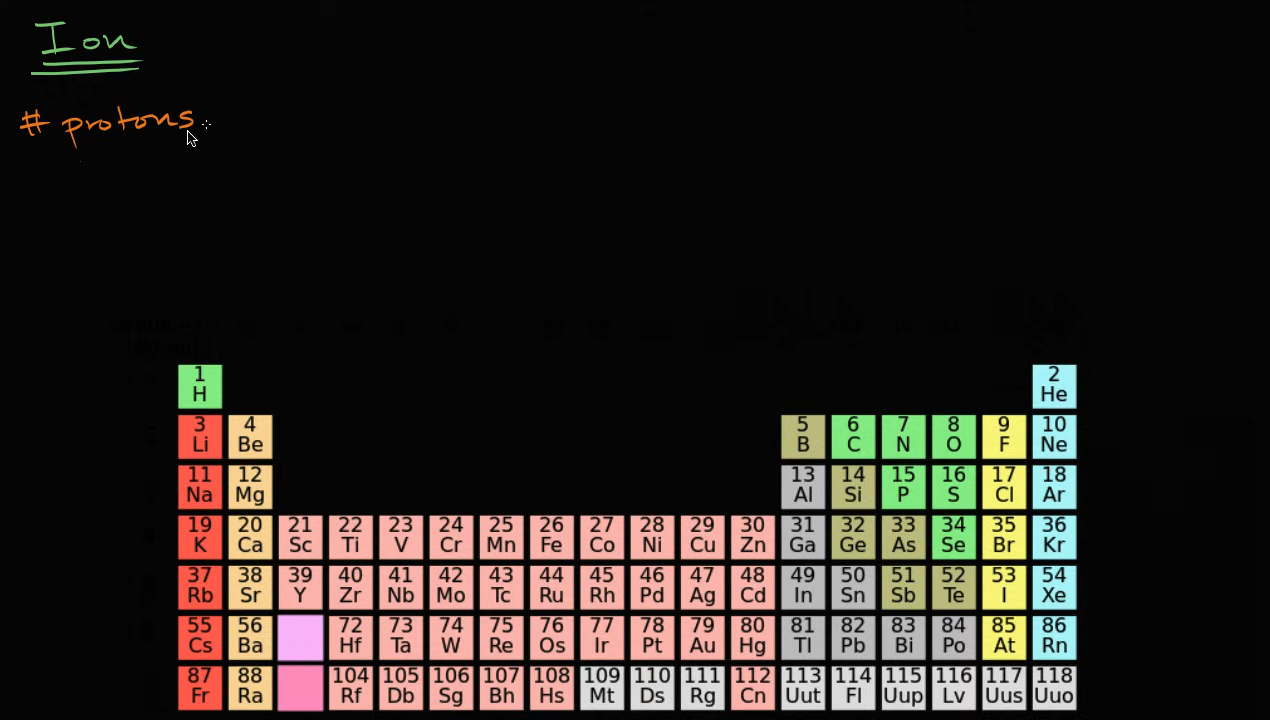 Ion
# protons
1 2
H He
3 4 5 6 7 8 9 10
Li Be B C N O F Ne
11 12 13 14 15 16 17 18
Na Mg Al Si P S Cl Ar
19 20 21 22 23 24 25 26 27 28 29 30 31 32 33 34 35 36
K Ca Sc Ti V Cr Mn Fe Co Ni Cu Zn Ga Ge As Se Br Kr
37 38 39 40 41 42 43 44 45 46 47 48 49 50 51 52 53 54
Rb Sr Y Zr Nb Mo Tc Ru Rh Pd Ag Cd In Sn Sb Te I Xe
55 56 72 73 74 75 76 77 78 79 80 81 82 83 84 85 86
Cs Ba Hf Ta W Re Os Ir Pt Au Hg Tl Pb Bi Po At Rn
87 88 104 105 106 107 108 109 110 111 112 113 114 115 116 117 118
Fr Ra Rf Db Sg Bh Hs Mt Ds Rg Cn Uut Fl Uup Lv Uus Uuo